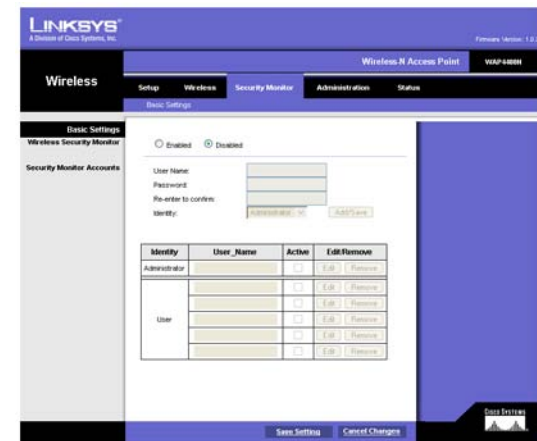 LINKSYS®
A Division of Cisco Systems, Inc.
Firmware Version: 1.0.
Wireless-N Access Point
WAP4400N
Wireless
Setup
Wireless
Security Monitor
Administration
Status
Basic Settings
Basic Settings
Wireless Security Monitor
Enabled
Disabled
Security Monitor Accounts
User Name:
Password:
Re-enter to confirm:
Identity:
Administrator
Add/Save
Identity
User_Name
Active
Edit/Remove
Administrator
Edit
Remove
Edit
Remove
Edit
Remove
User
Edit
Remove
Edit
Remove
Edit
Remove
Save Setting
Cancel Changes
CISCO SYSTEMS